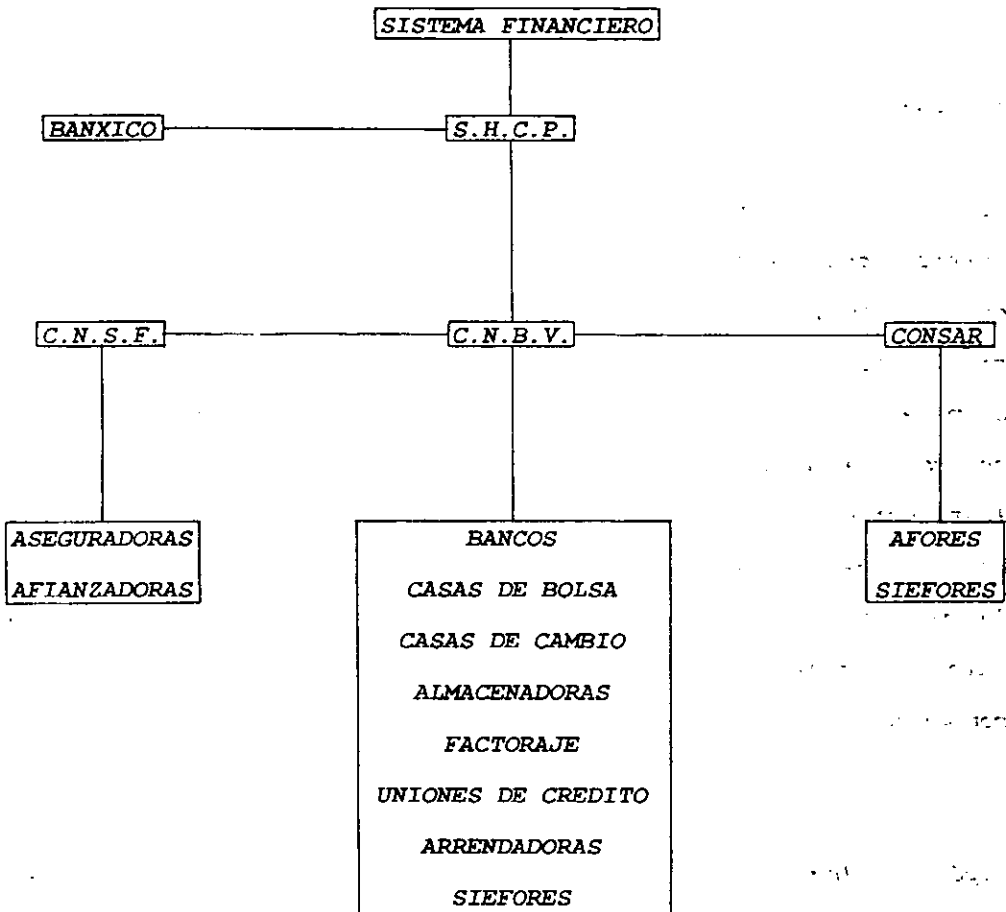 SISTEMA FINANCIERO
BANXICO
S.H.C.P.
C.N.S.F.
C.N.B.V.
CONSAR
ASEGURADORAS
AFIANZADORAS
BANCOS
CASAS DE BOLSA
CASAS DE CAMBIO
ALMACENADORAS
FACTORAJE
UNIONES DE CREDITO
ARRENDADORAS
SIEFORES
AFORES
SIEFORES